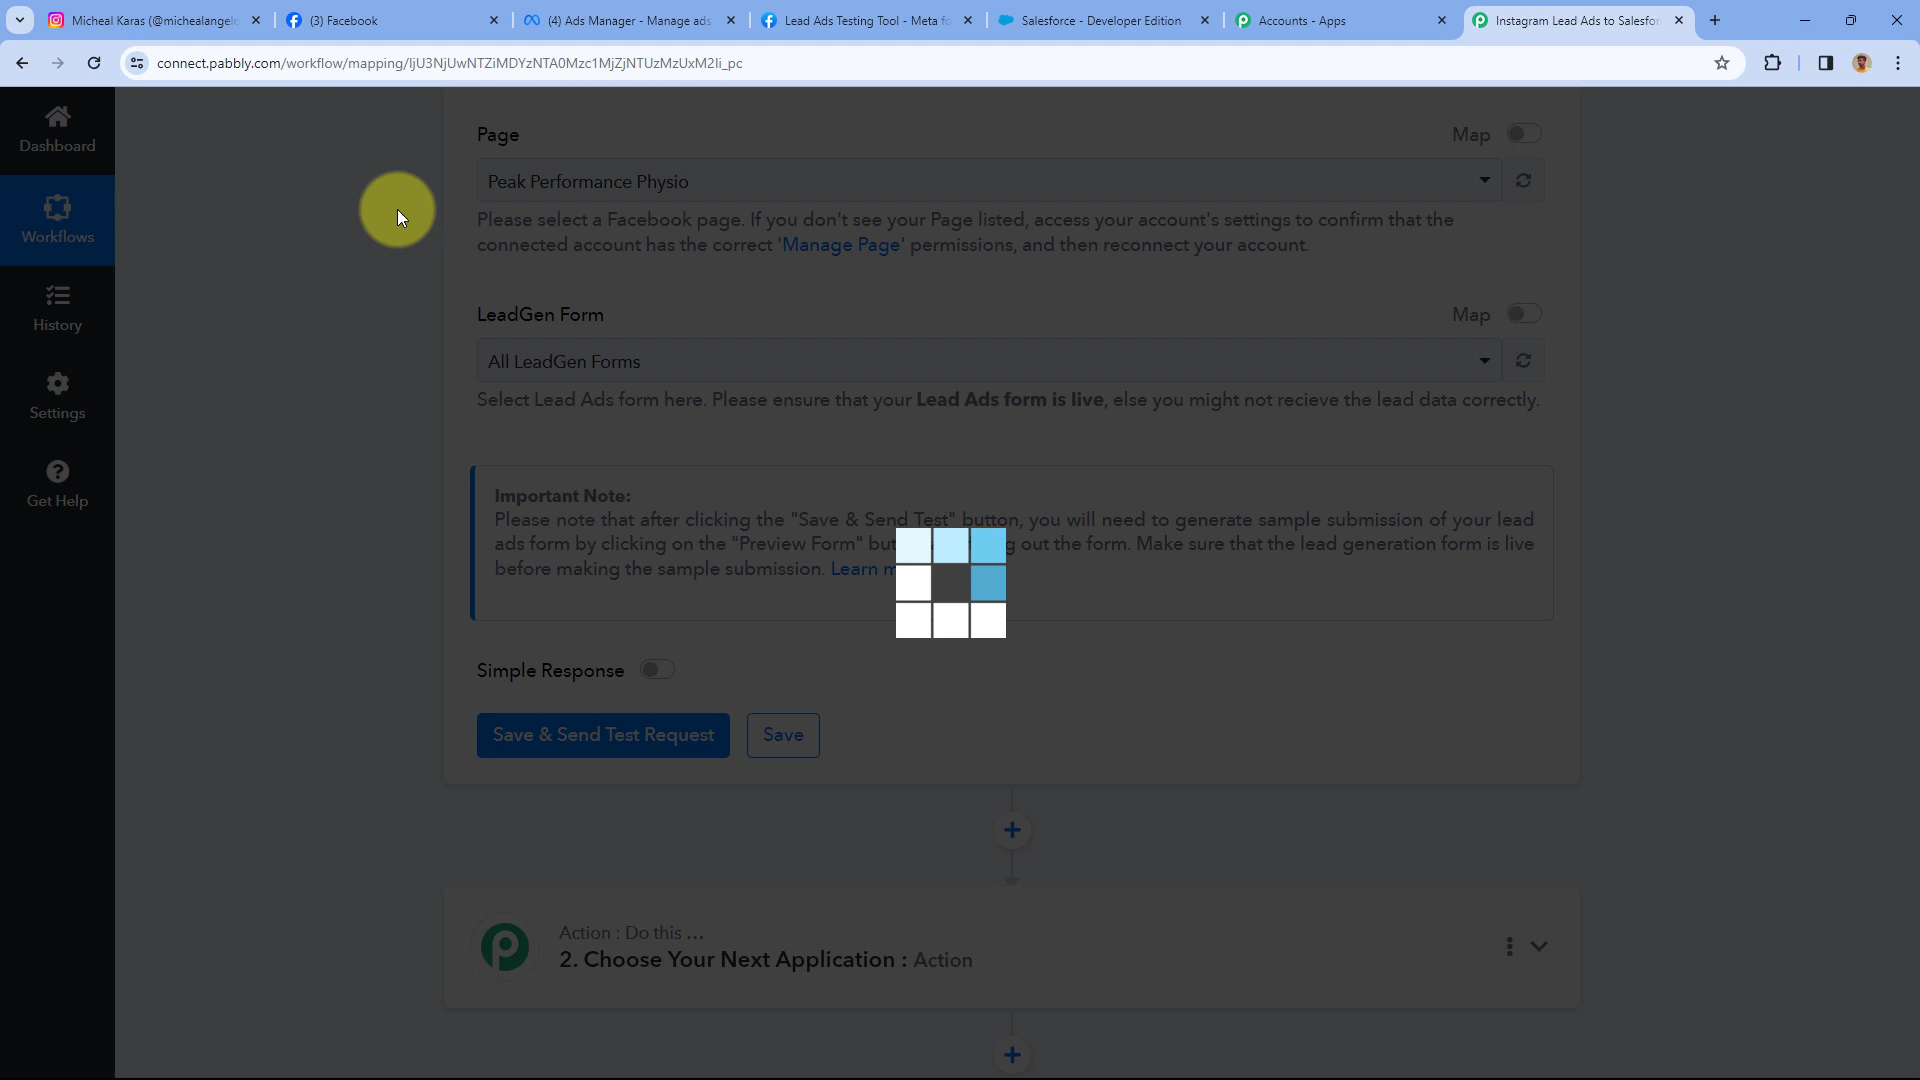 Micheal Karas (@michealangelo
(3) Facebook
(4) Ads Manager - Manage ads
Lead Ads Testing Tool - Meta fo
Salesforce - Developer Edition
Accounts - Apps
Instagram Lead Ads to Salesfor
connect.pabbly.com/workflow/mapping/IjU3NjUwNTZiMDYzNTA0Mzc1MjZjNTUzMzUxM2Ii_pc
Dashboard
Workflows
History
Settings
Get Help
Page
Map
Peak Performance Physio
Please select a Facebook page. If you don't see your Page listed, access your account's settings to confirm that the
connected account has the correct 'Manage Page' permissions, and then reconnect your account.
LeadGen Form
Map
All LeadGen Forms
Select Lead Ads form here. Please ensure that your Lead Ads form is live, else you might not recieve the lead data correctly.
Important Note:
Please note that after clicking the "Save & Send Test" button, you will need to generate sample submission of your lead
ads form by clicking on the "Preview Form" but g out the form. Make sure that the lead generation form is live
before making the sample submission. Learn m
Simple Response
Save & Send Test Request
Save
Action : Do this ...
2. Choose Your Next Application : Action